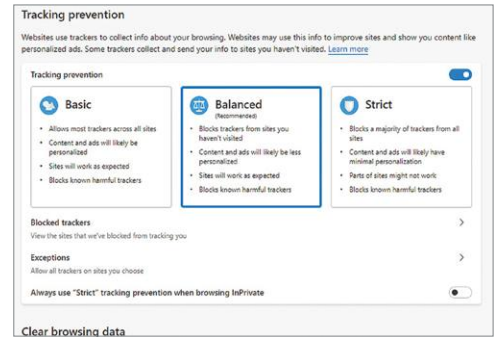 Tracking prevention
Websites use trackers to collect info about your browsing. Websites may use this info to improve sites and show you content like
personalized ads. Some trackers collect and send your info to sites you haven't visited. Learn more
Tracking prevention
Basic
• Allows most trackers across all sites
• Content and ads will likely be
personalized
• Sites will work as expected
• Blocks known harmful trackers
Balanced
(Recommended)
• Blocks trackers from sites you
haven't visited
• Content and ads will likely be less
personalized
• Sites will work as expected
• Blocks known harmful trackers
Strict
• Blocks a majority of trackers from all
sites
• Content and ads will likely have
minimal personalization
• Parts of sites might not work
• Blocks known harmful trackers
Blocked trackers
View the sites that we've blocked from tracking you
Exceptions
Allow all trackers on sites you choose
Always use "Strict" tracking prevention when browsing InPrivate
Clear browsing data